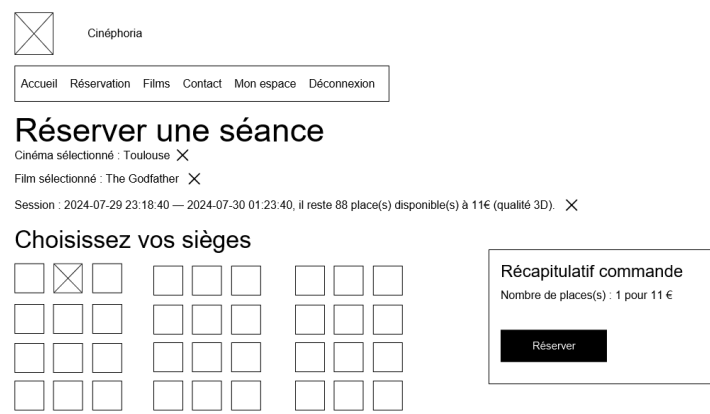 Cinéphoria
Accueil Réservation Films Contact Mon espace Déconnexion
Réserver une séance
Cinéma sélectionné : Toulouse
Film sélectionné : The Godfather
Session : 2024-07-29 23:18:40 — 2024-07-30 01:23:40, il reste 88 place(s) disponible(s) à 11€ (qualité 3D).
Choisissez vos sièges
Récapitulatif commande
Nombre de places(s) : 1 pour 11 €
Réserver